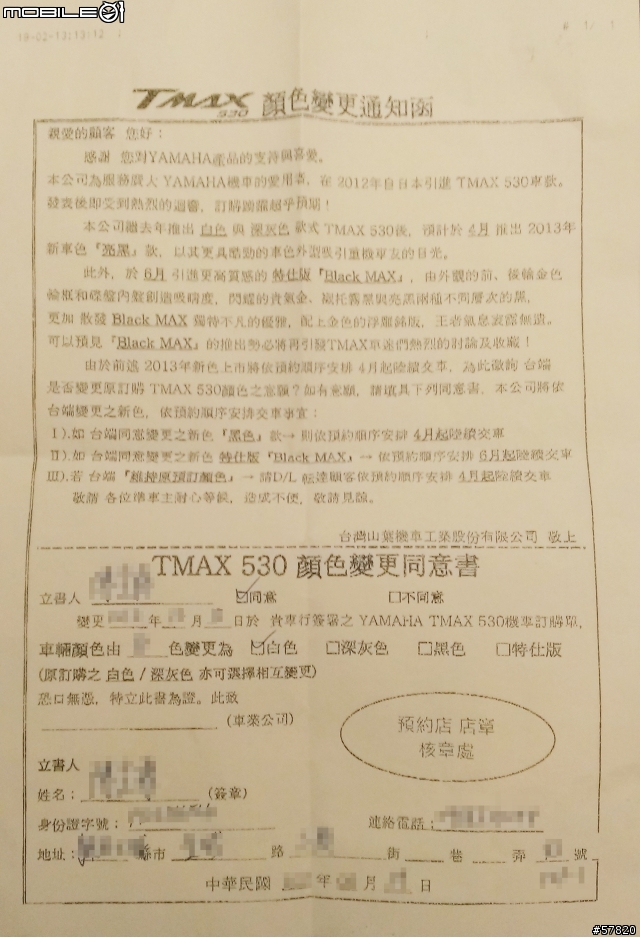 MOBILE01
18-02-13;13:13
# 1/ 1
TMAX 530 顏色變更通知函
親愛的顧客 您好：
感謝 您對YAMAHA產品的支持與喜愛。
本公司為服務廣大 YAMAHA機車的愛用者，在 2012年自日本引進 TMAX 530車款。
發表後即受到熱烈的迴響，訂購踴躍超乎預期！
本公司繼去年推出 白色 與 深灰色 款式 TMAX 530後，預計於 4月 推出 2013年
新車色『亮黑』款，以其更具酷勁的車色外型吸引重機車友的目光。
此外，於 6月 引進更高質感的 特仕版『Black MAX』，由外觀的前、後輪金色
輪框和碟盤內盤創造吸睛度，閃耀的貴氣金、襯托霧黑與亮黑兩種不同層次的黑，
更加 散發 Black MAX 獨特不凡的優雅，配上金色的浮雕銘版，王者氣息表露無遺。
可以預見『Black MAX』的推出勢必將再引發TMAX車迷們熱烈的討論及收藏！
由於前述 2013年新色上市將依預約順序安排 4月起陸續交車，為此徵詢 台端
是否變更原訂購 TMAX 530顏色之意願？如有意願，請填具下列同意書，本公司將依
台端變更之新色，依預約順序安排交車事宜：
I).如 台端同意變更之新色『黑色』款→ 則依預約順序安排 4月起陸續交車
II).如 台端同意變更之新色 特仕版『Black MAX』→ 依預約順序安排 6月起陸續交車
III).若 台端『維持原預訂顏色』→ 請D/L 転達顧客依預約順序安排 4月起陸續交車
敬請 各位準車主耐心等候，造成不便，敬請見諒。
台灣山葉機車工業股份有限公司 敬上
TMAX 530 顏色變更同意書
立書人 ☑同意 □不同意
變更 年 月 日於 貴車行簽署之 YAMAHA TMAX 530機車訂購單，
車輛顏色由 色變更為 ☑白色 □深灰色 □黑色 □特仕版
(原訂購之 白色 / 深灰色 亦可選擇相互變更)
恐口無憑，特立此書為證。此致
(車業公司)
預約店 店章
核章處
立書人
姓名： (簽章)
身份證字號： 連絡電話：
地址： 縣市 路 街 巷 弄 號
中華民國 年 月 日
#57820